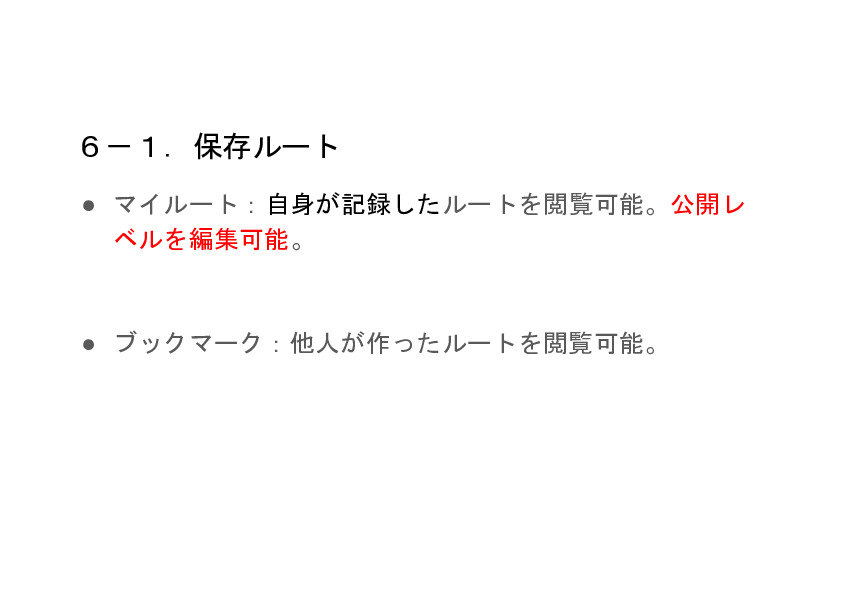 ６－１．保存ルート
● マイルート：自身が記録したルートを閲覧可能。公開レ
ベルを編集可能。
● ブックマーク：他人が作ったルートを閲覧可能。